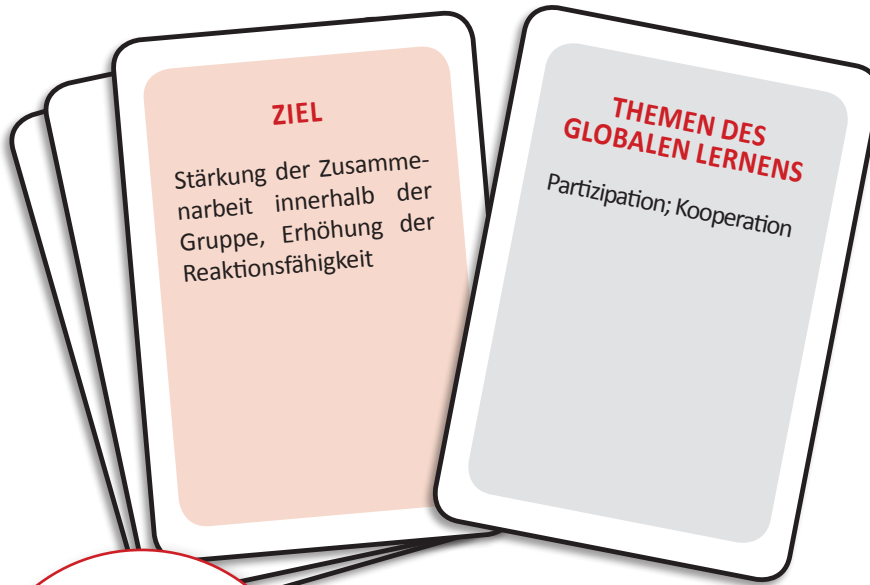 ZIEL
Stärkung der Zusamme-
narbeit innerhalb der
Gruppe, Erhöhung der
Reaktionsfähigkeit
THEMEN DES
GLOBALEN LERNENS
Partizipation; Kooperation